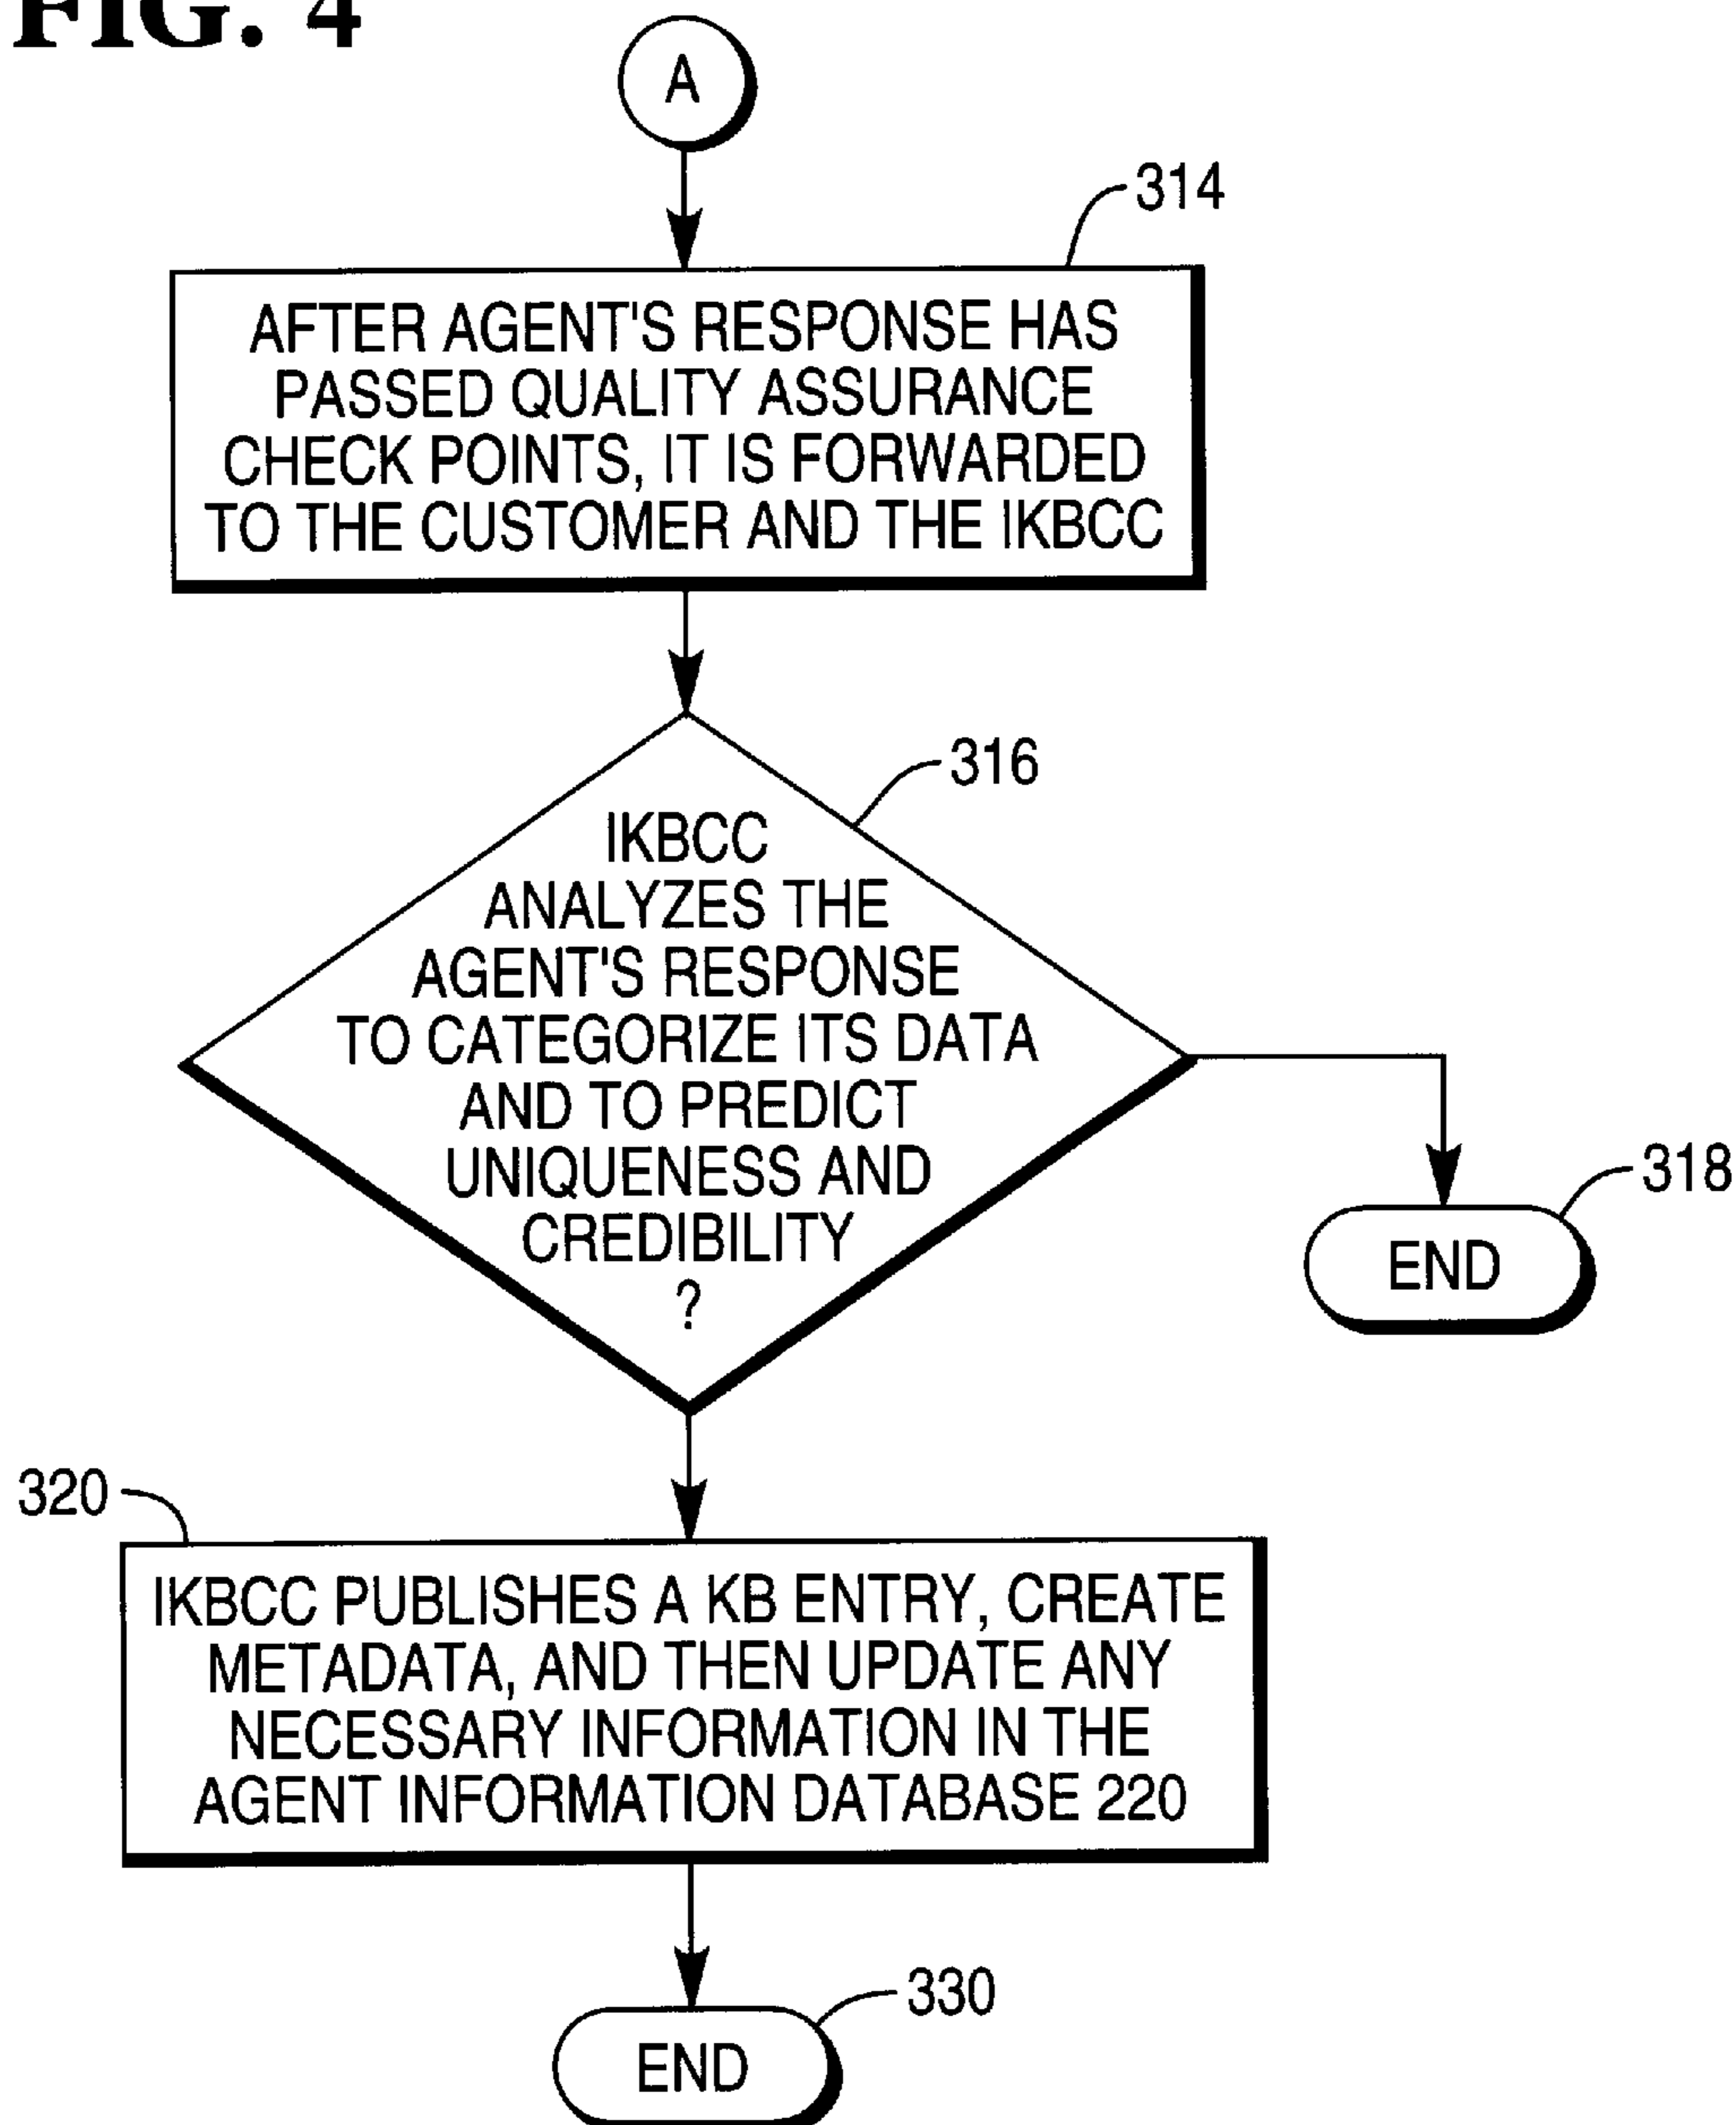 FIG. 4
A
314
AFTER AGENT'S RESPONSE HAS
PASSED QUALITY ASSURANCE
CHECK POINTS, IT IS FORWARDED
TO THE CUSTOMER AND THE IKBCC
316
IKBCC
ANALYZES THE
AGENT'S RESPONSE
TO CATEGORIZE ITS DATA
AND TO PREDICT
UNIQUENESS AND
CREDIBILITY
?
318
END
320
IKBCC PUBLISHES A KB ENTRY, CREATE
METADATA, AND THEN UPDATE ANY
NECESSARY INFORMATION IN THE
AGENT INFORMATION DATABASE 220
330
END